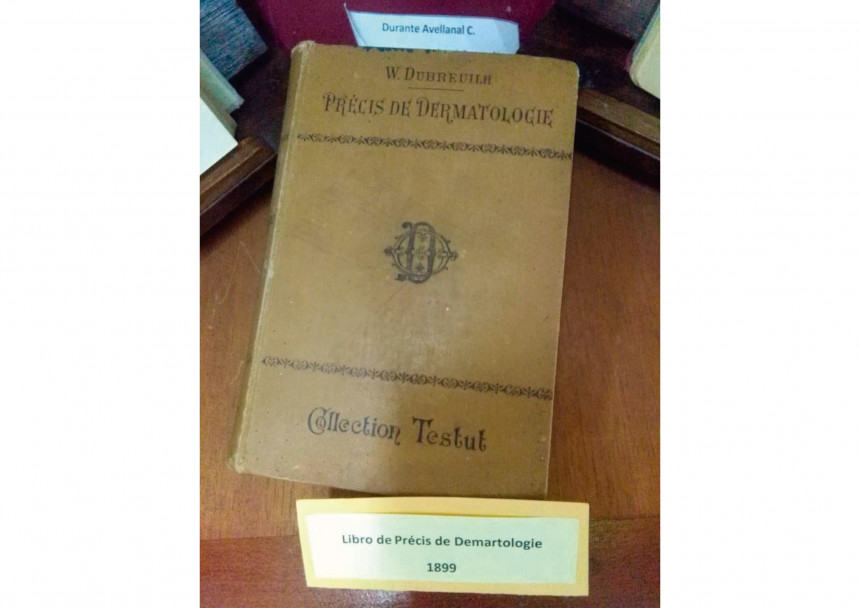 Durante Avellanal C.
W. DUBREUILH
PRÉCIS DE DERMATOLOGIE
Collection Testut
Libro de Précis de Demartologie
1899